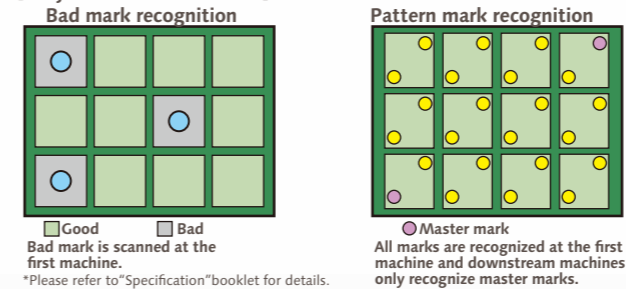 Bad mark recognition
Good Bad
Bad mark is scanned at the
first machine.
*Please refer to"Specification"booklet for details.
Pattern mark recognition
Master mark
All marks are recognized at the first
machine and downstream machines
only recognize master marks.